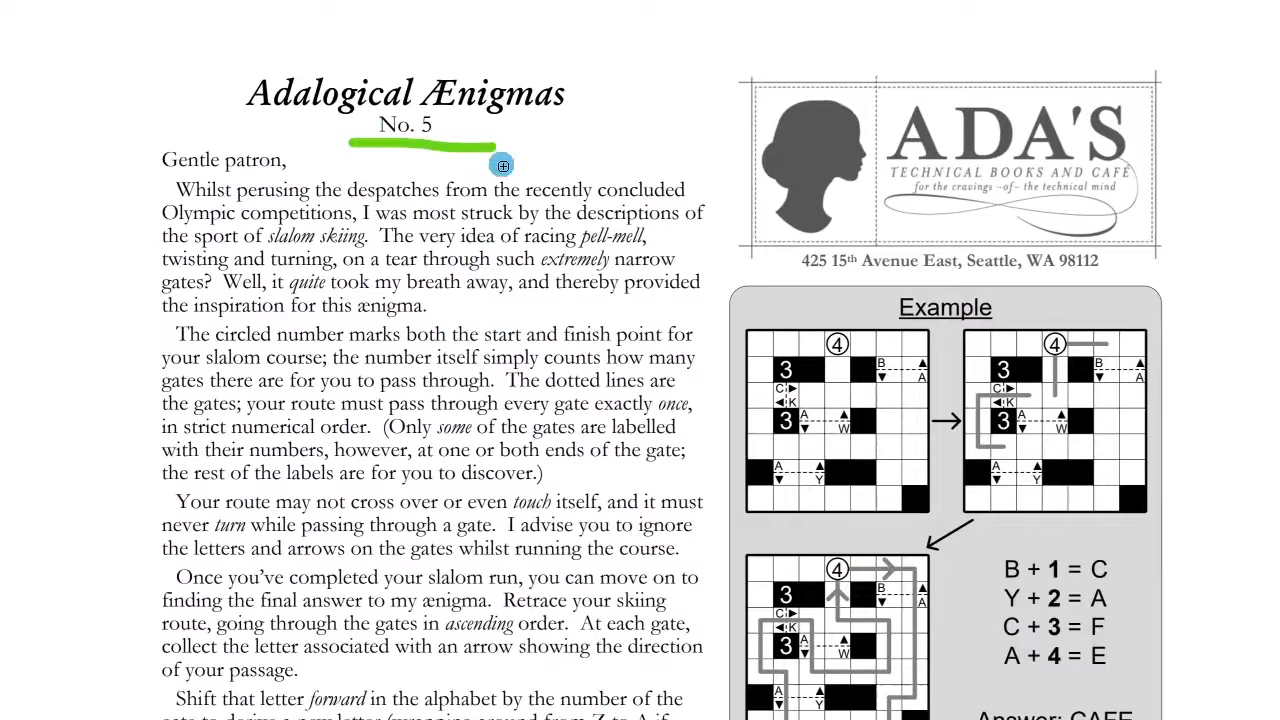 Adalogical Ænigmas
No. 5
Gentle patron,
Whilst perusing the despatches from the recently concluded
Olympic competitions, I was most struck by the descriptions of
the sport of slalom skiing. The very idea of racing pell-mell,
twisting and turning, on a tear through such extremely narrow
gates? Well, it quite took my breath away, and thereby provided
the inspiration for this ænigma.
The circled number marks both the start and finish point for
your slalom course; the number itself simply counts how many
gates there are for you to pass through. The dotted lines are
the gates; your route must pass through every gate exactly once,
in strict numerical order. (Only some of the gates are labelled
with their numbers, however, at one or both ends of the gate;
the rest of the labels are for you to discover.)
Your route may not cross over or even touch itself, and it must
never turn while passing through a gate. I advise you to ignore
the letters and arrows on the gates whilst running the course.
Once you've completed your slalom run, you can move on to
finding the final answer to my ænigma. Retrace your skiing
route, going through the gates in ascending order. At each gate,
collect the letter associated with an arrow showing the direction
of your passage.
Shift that letter forward in the alphabet by the number of the
ADA'S
TECHNICAL BOOKS AND CAFÉ
for the cravings ~of~ the technical mind
425 15th Avenue East, Seattle, WA 98112
Example
4
3 B
A
C
K
3 A
W
A
Y
4
3 B
A
C
K
3 A
W
A
Y
4
3 B
A
C
K
3 A
W
A
Y
B + 1 = C
Y + 2 = A
C + 3 = F
A + 4 = E
Answer: CAFE